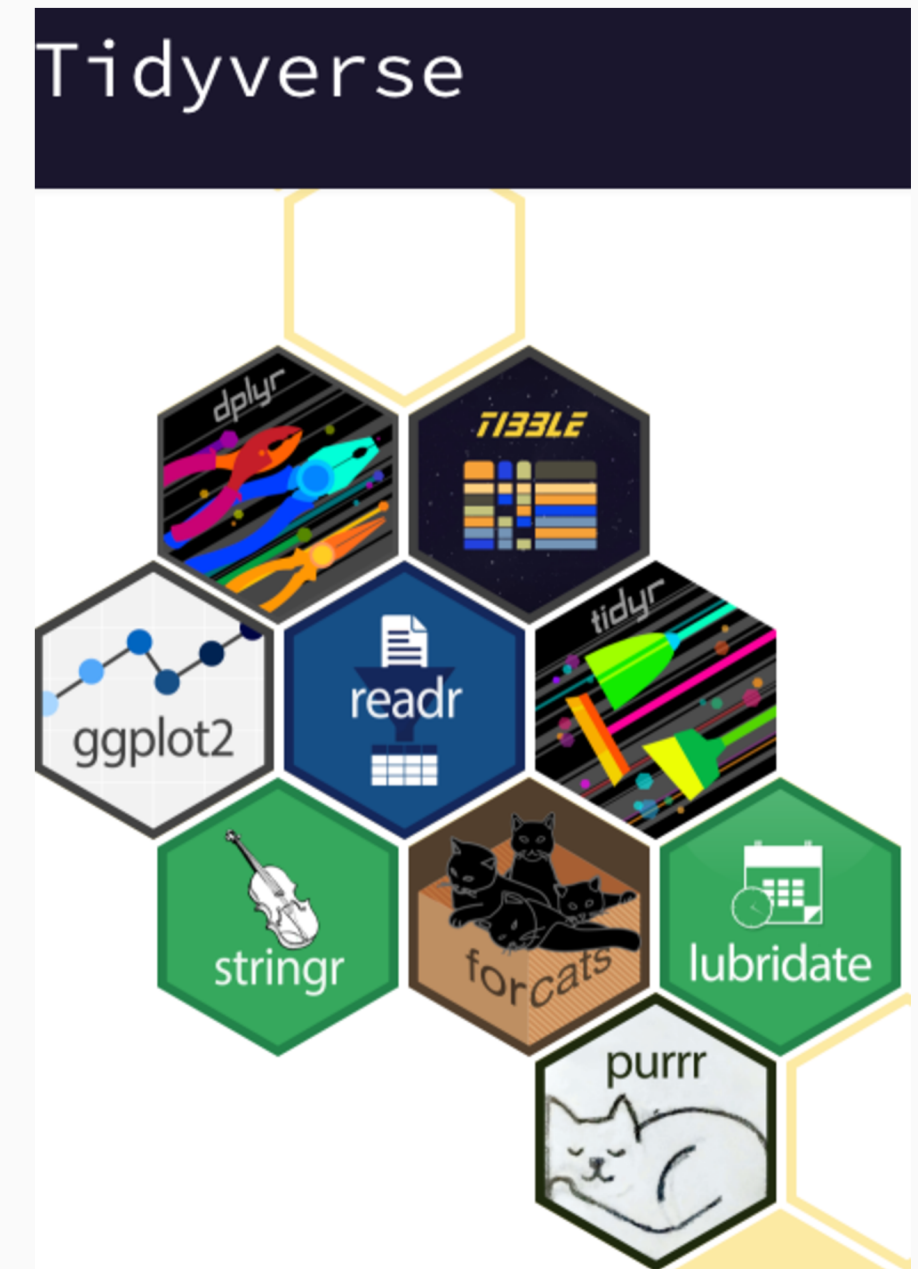 Tidyverse
dplyr
TIBBLE
ggplot2
readr
tidyr
stringr
forcats
lubridate
purrr